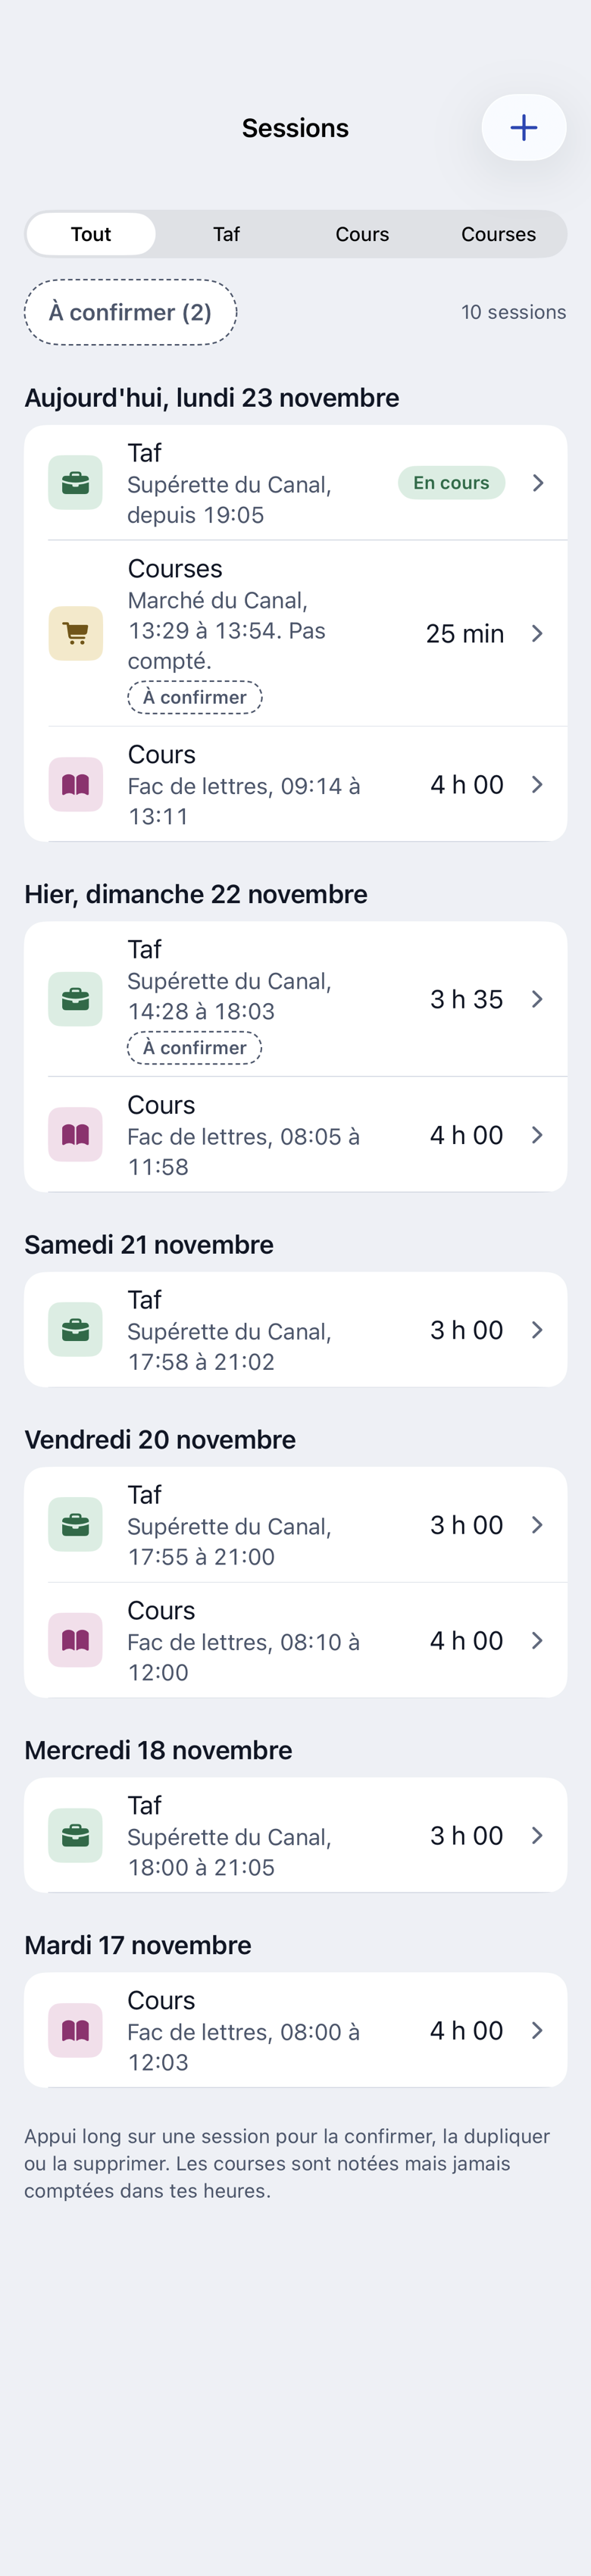 Sessions
Tout
Taf
Cours
Courses
À confirmer (2)
10 sessions
Aujourd'hui, lundi 23 novembre
Taf
Supérette du Canal,
depuis 19:05
En cours
Courses
Marché du Canal,
13:29 à 13:54. Pas
compté.
À confirmer
25 min
Cours
Fac de lettres, 09:14 à
13:11
4 h 00
Hier, dimanche 22 novembre
Taf
Supérette du Canal,
14:28 à 18:03
À confirmer
3 h 35
Cours
Fac de lettres, 08:05 à
11:58
4 h 00
Samedi 21 novembre
Taf
Supérette du Canal,
17:58 à 21:02
3 h 00
Vendredi 20 novembre
Taf
Supérette du Canal,
17:55 à 21:00
3 h 00
Cours
Fac de lettres, 08:10 à
12:00
4 h 00
Mercredi 18 novembre
Taf
Supérette du Canal,
18:00 à 21:05
3 h 00
Mardi 17 novembre
Cours
Fac de lettres, 08:00 à
12:03
4 h 00
Appui long sur une session pour la confirmer, la dupliquer
ou la supprimer. Les courses sont notées mais jamais
comptées dans tes heures.